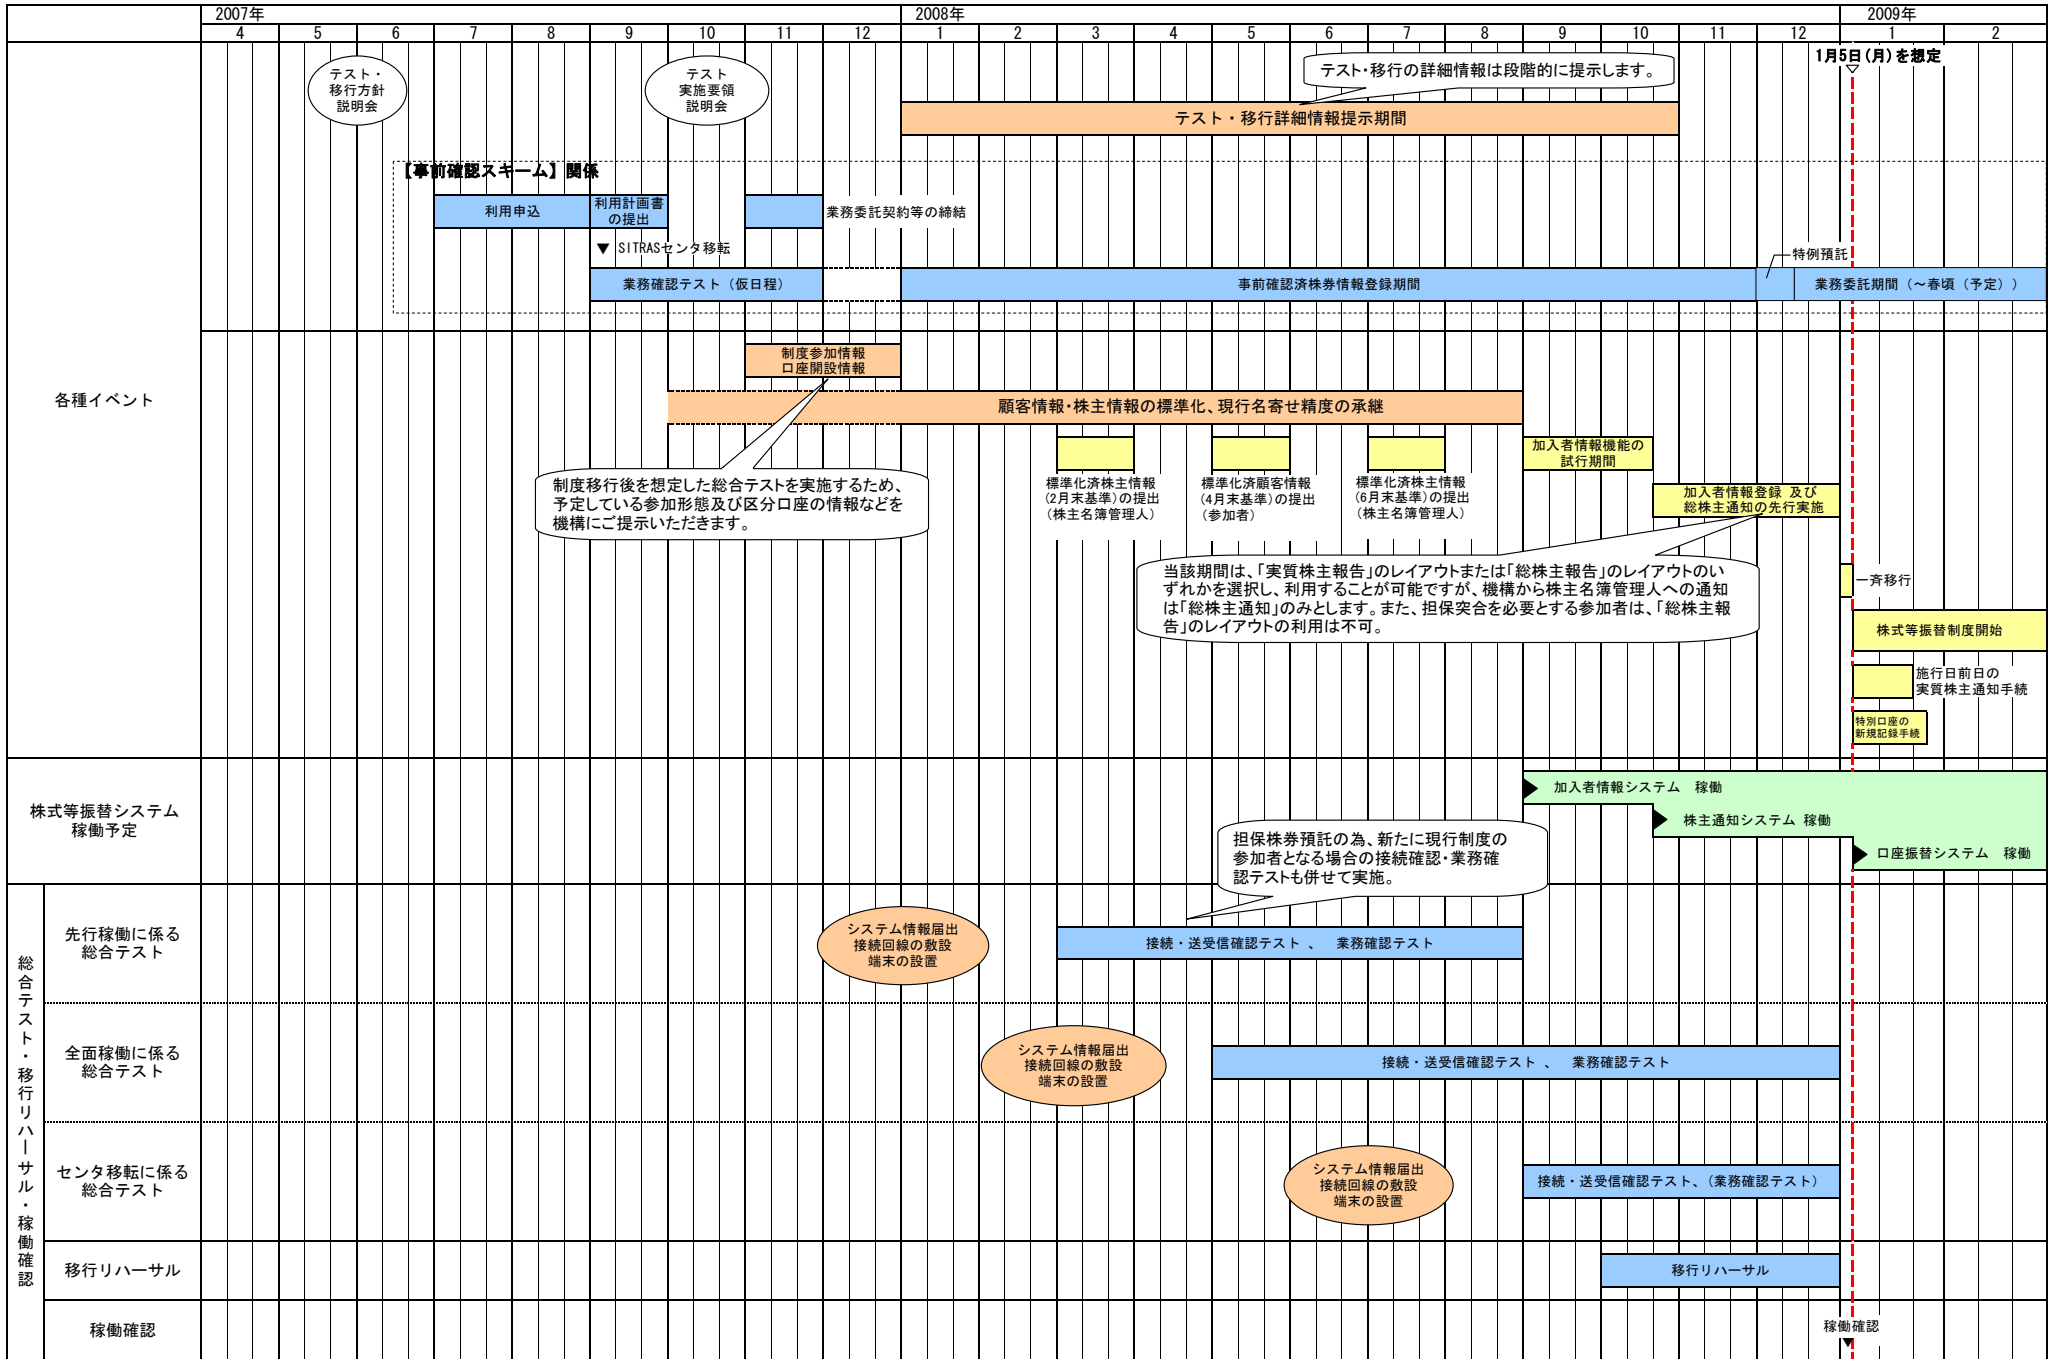 2007年
2008年
2009年
4 5 6 7 8 9 10 11 12 1 2 3 4 5 6 7 8 9 10 11 12 1 2
1月5日(月)を想定
テスト・
移行方針
説明会
テスト
実施要領
説明会
テスト・移行の詳細情報は段階的に提示します。
テスト・移行詳細情報提示期間
【事前確認スキーム】関係
利用申込
利用計画書
の提出
業務委託契約等の締結
▼ SITRASセンタ移転
特例預託
業務確認テスト（仮日程）
事前確認済株券情報登録期間
業務委託期間（～春頃（予定））
各種イベント
制度参加情報
口座開設情報
顧客情報・株主情報の標準化、現行名寄せ精度の承継
制度移行後を想定した総合テストを実施するため、
予定している参加形態及び区分口座の情報などを
機構にご提示いただきます。
標準化済株主情報
(2月末基準)の提出
(株主名簿管理人)
標準化済顧客情報
(4月末基準)の提出
(参加者)
標準化済株主情報
(6月末基準)の提出
(株主名簿管理人)
加入者情報機能の
試行期間
加入者情報登録 及び
総株主通知の先行実施
当該期間は、「実質株主報告」のレイアウトまたは「総株主報告」のレイアウトのい
ずれかを選択し、利用することが可能ですが、機構から株主名簿管理人への通知
は「総株主通知」のみとします。また、担保突合を必要とする参加者は、「総株主報
告」のレイアウトの利用は不可。
一斉移行
株式等振替制度開始
施行日前日の
実質株主通知手続
特別口座の
新規記録手続
株式等振替システム
稼働予定
加入者情報システム　稼働
株主通知システム 稼働
口座振替システム　稼働
担保株券預託の為、新たに現行制度の
参加者となる場合の接続確認・業務確
認テストも併せて実施。
総合テスト・移行リハーサル・稼働確認
先行稼働に係る
総合テスト
システム情報届出
接続回線の敷設
端末の設置
接続・送受信確認テスト 、　業務確認テスト
全面稼働に係る
総合テスト
システム情報届出
接続回線の敷設
端末の設置
接続・送受信確認テスト 、　業務確認テスト
センタ移転に係る
総合テスト
システム情報届出
接続回線の敷設
端末の設置
接続・送受信確認テスト、（業務確認テスト）
移行リハーサル
移行リハーサル
稼働確認
稼働確認